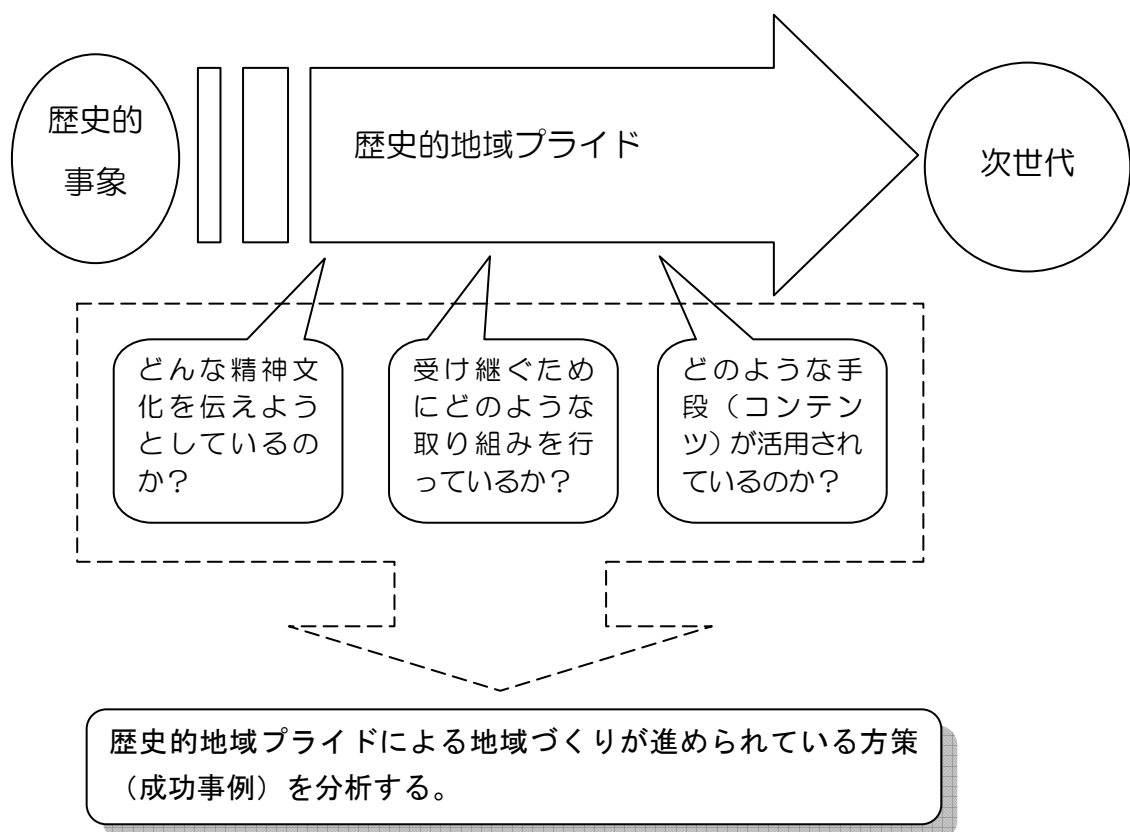 歴史的
事象
歴史的地域プライド
次世代
どんな精神文
化を伝えよう
としているの
か?
受け継ぐため
にどのような
取り組みを行
っているか?
どのような手
段(コンテン
ツ)が活用され
ているのか?
歴史的地域プライドによる地域づくりが進められている方策
(成功事例)を分析する。